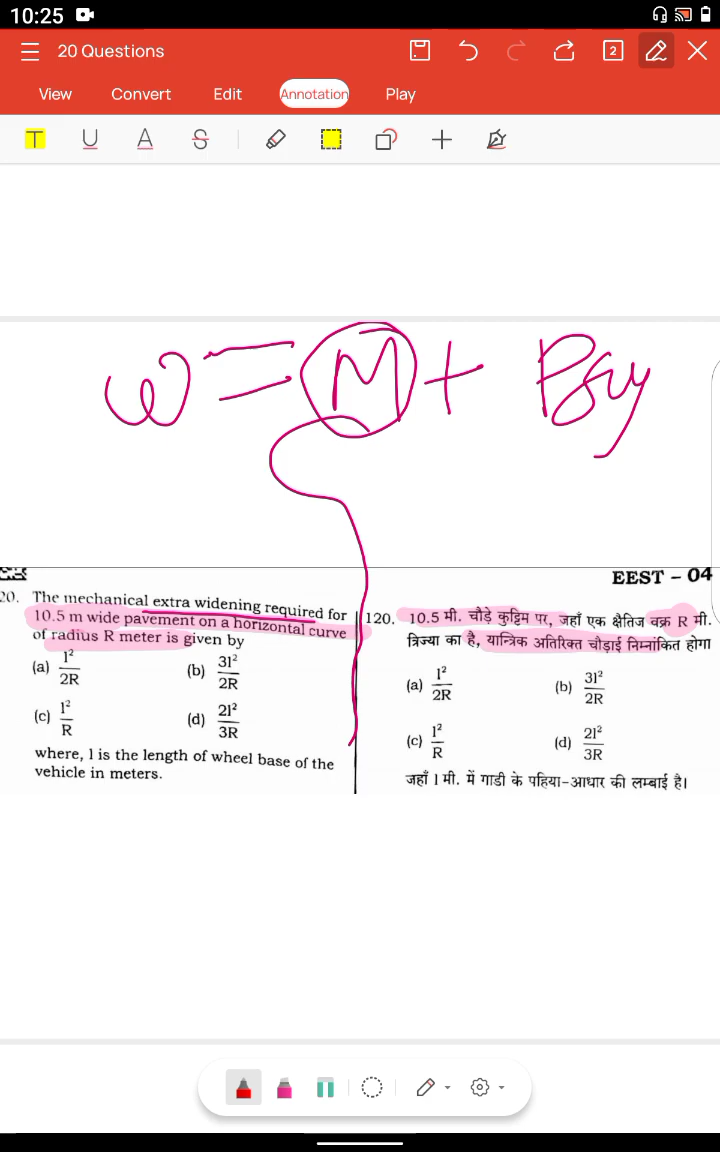 10:25
20 Questions
2
View Convert Edit Annotation Play
T U A S
W = M + Psy
EEST - 04
20. The mechanical extra widening required for
10.5 m wide pavement on a horizontal curve
of radius R meter is given by
(a) l²/2R (b) 3l²/2R
(c) l²/R (d) 2l²/3R
where, l is the length of wheel base of the
vehicle in meters.
120. 10.5 मी. चौड़े कुट्टिम पर, जहाँ एक क्षैतिज वक्र R मी.
त्रिज्या का है, यान्त्रिक अतिरिक्त चौड़ाई निम्नांकित होगा
(a) l²/2R (b) 3l²/2R
(c) l²/R (d) 2l²/3R
जहाँ l मी. में गाडी के पहिया-आधार की लम्बाई है।